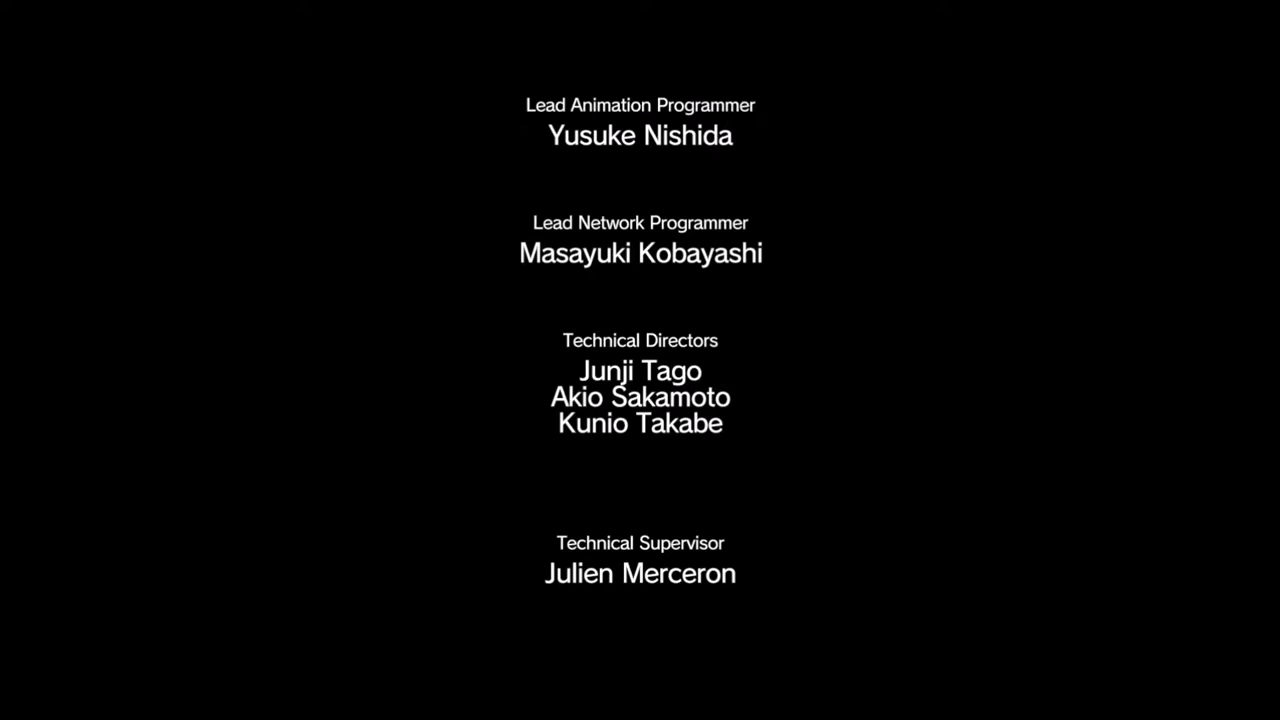 Lead Animation Programmer
Yusuke Nishida
Lead Network Programmer
Masayuki Kobayashi
Technical Directors
Junji Tago
Akio Sakamoto
Kunio Takabe
Technical Supervisor
Julien Merceron